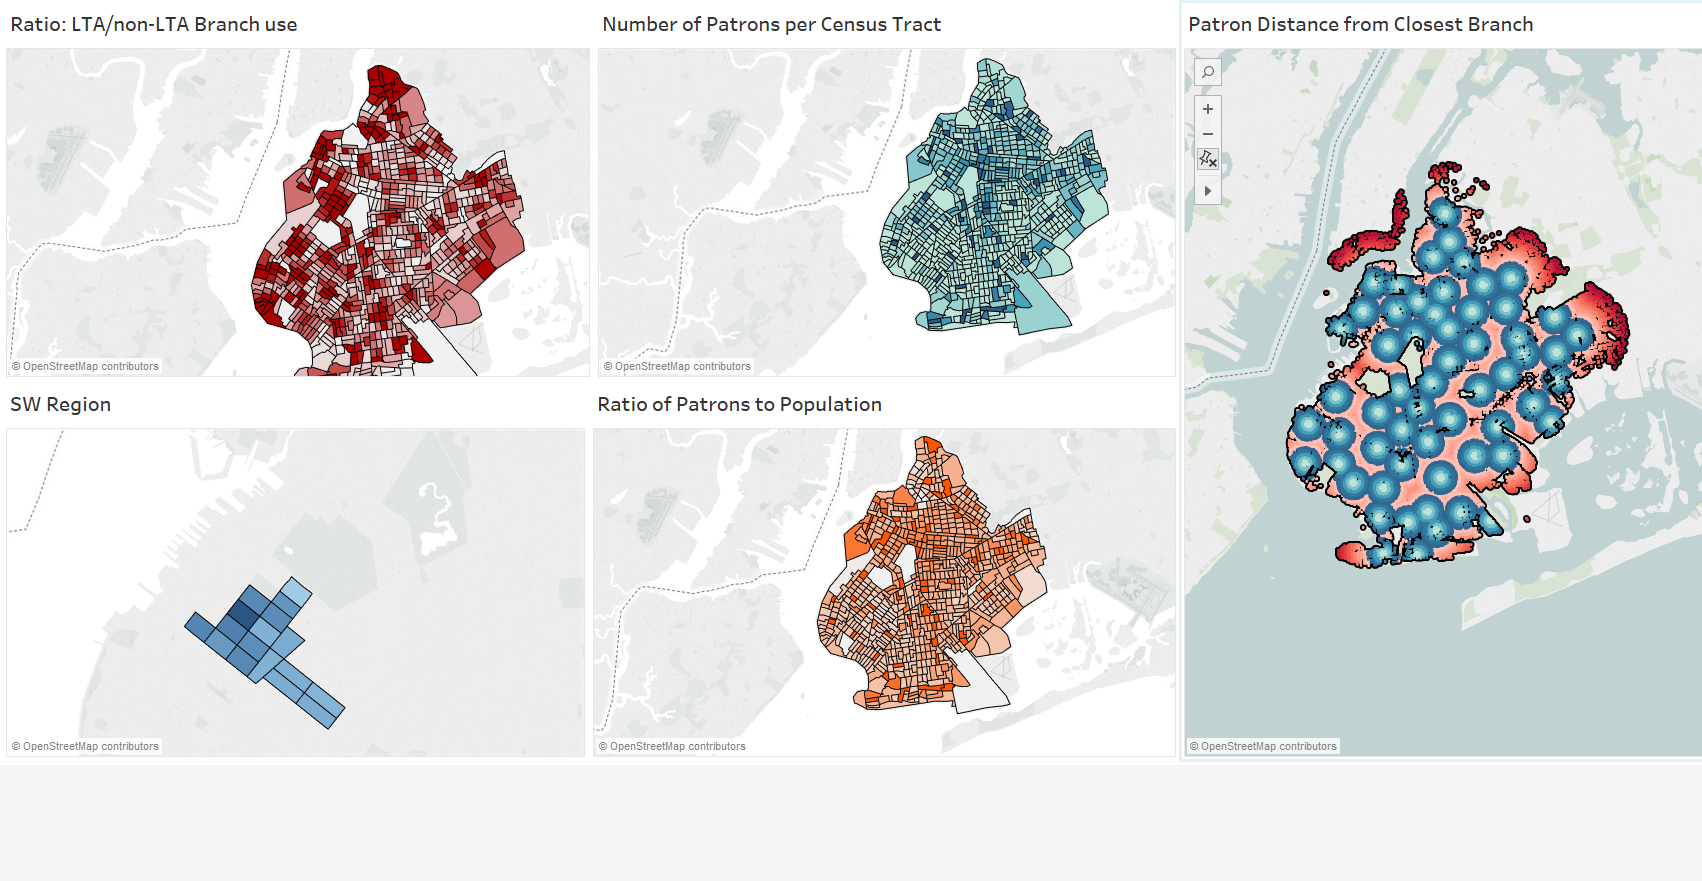 Ratio: LTA/non-LTA Branch use
© OpenStreetMap contributors
Number of Patrons per Census Tract
© OpenStreetMap contributors
Patron Distance from Closest Branch
© OpenStreetMap contributors
SW Region
© OpenStreetMap contributors
Ratio of Patrons to Population
© OpenStreetMap contributors